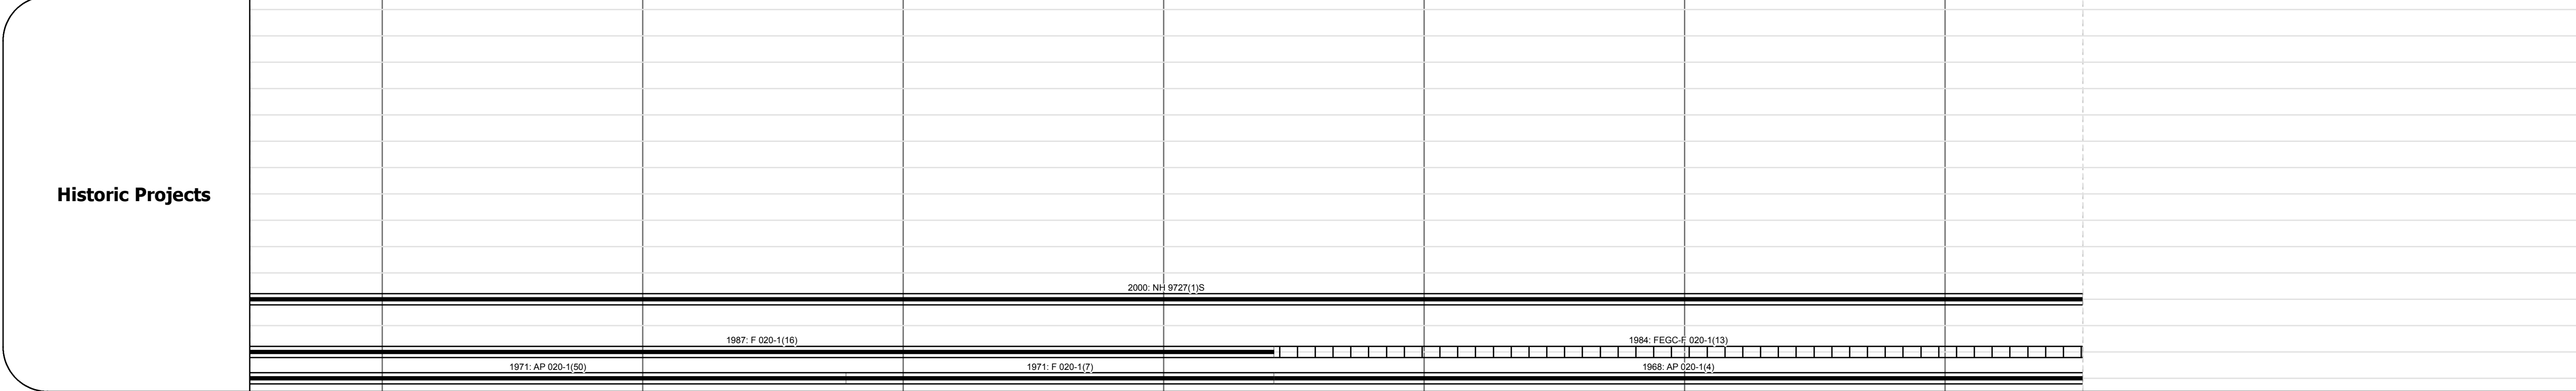 Historic Projects
2000: NH 9727(1)S
1987: F 020-1(16)
1984: FEGC-F 020-1(13)
1971: AP 020-1(50)
1971: F 020-1(7)
1968: AP 020-1(4)